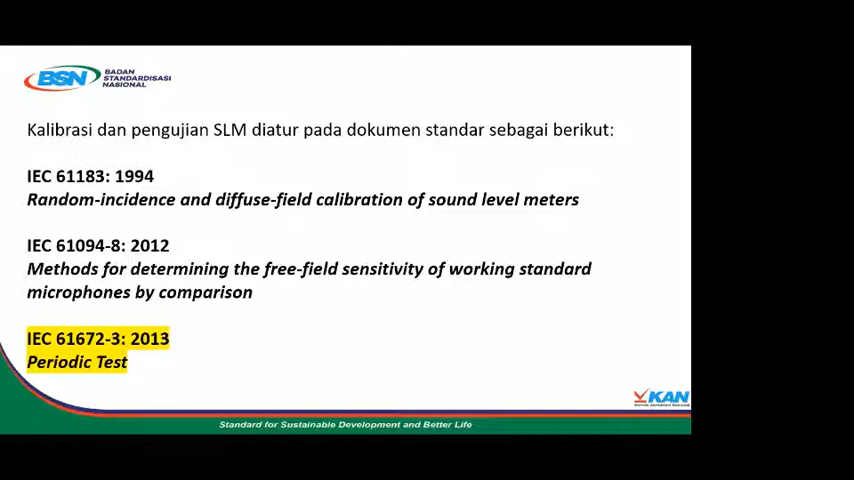 BSN
BADAN
STANDARDISASI
NASIONAL
Kalibrasi dan pengujian SLM diatur pada dokumen standar sebagai berikut:
IEC 61183: 1994
Random-incidence and diffuse-field calibration of sound level meters
IEC 61094-8: 2012
Methods for determining the free-field sensitivity of working standard
microphones by comparison
IEC 61672-3: 2013
Periodic Test
KAN
Standard for Sustainable Development and Better Life